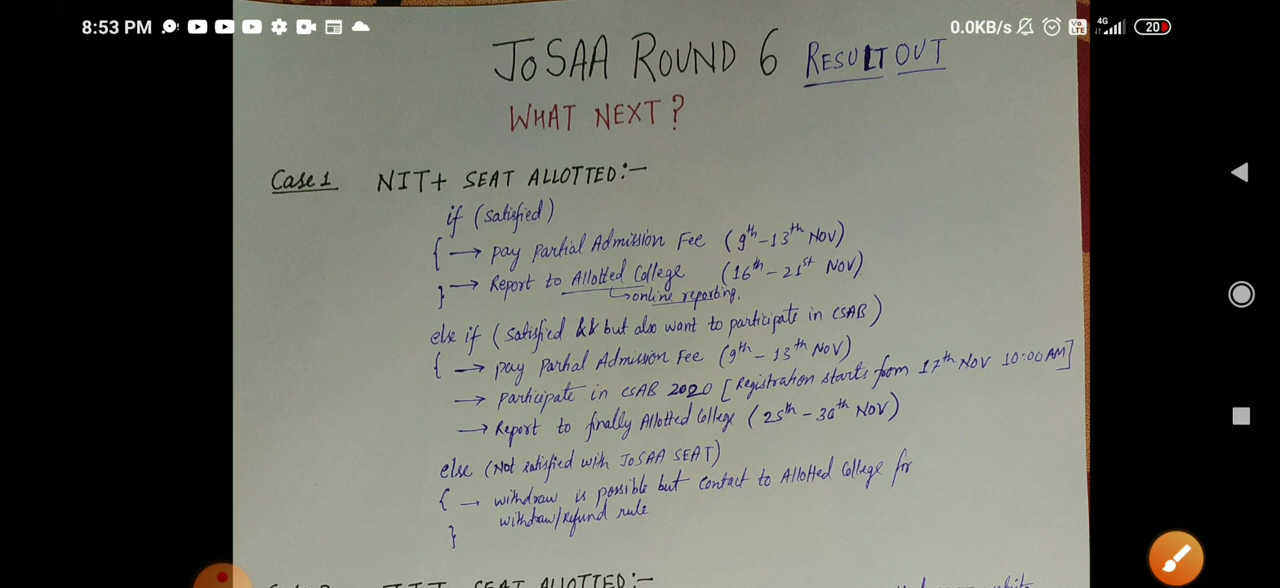 8:53 PM 0.0KB/s Vo LTE 4G 20
JoSAA ROUND 6 RESULT OUT
WHAT NEXT?
Case 1 NIT+ SEAT ALLOTTED:-
if (satisfied)
{ → pay Partial Admission Fee (9th-13th Nov)
} → Report to Allotted College (16th-21st Nov)
↳online reporting.
else if (satisfied && but also want to participate in CSAB)
{ → pay Partial Admission Fee (9th-13th Nov)
→ Participate in CSAB 2020 [Registration starts from 17th Nov 10:00AM]
→ Report to finally Allotted College (25th-30th Nov)
else (Not satisfied with JoSAA SEAT)
{ → withdraw is possible but contact to Allotted College for
withdraw/Refund rule
}
SEAT ALLOTTED:-